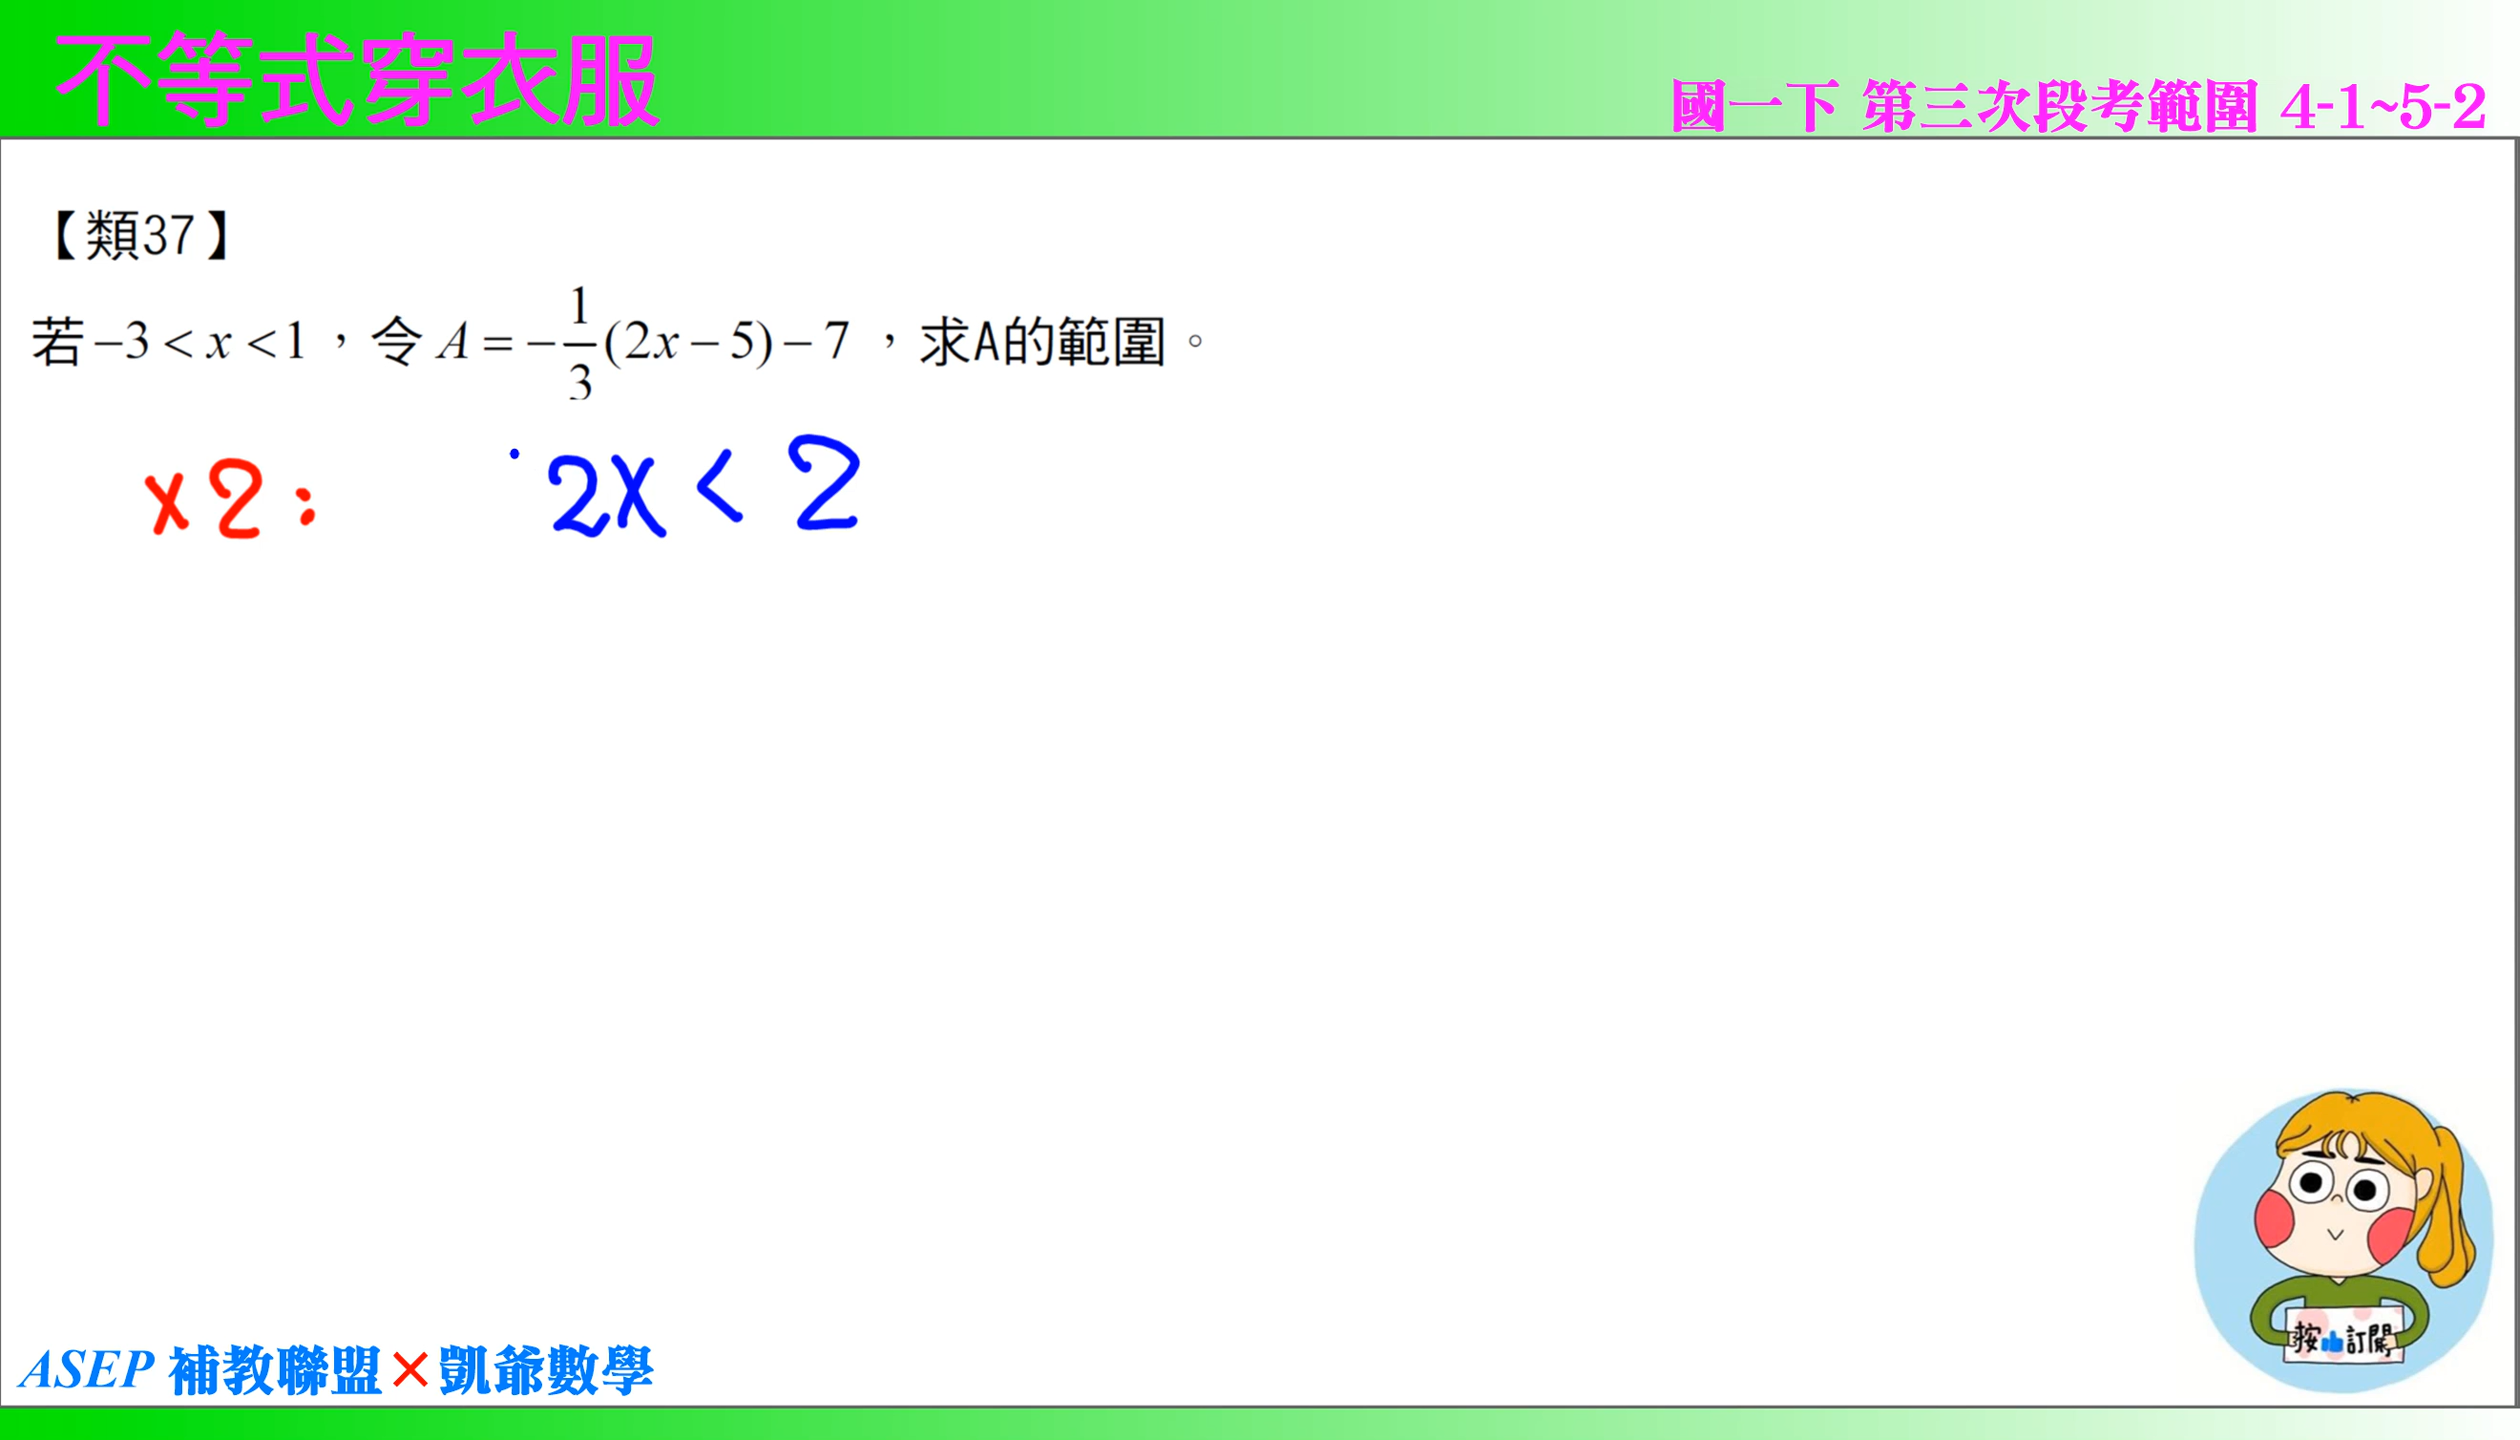 不等式穿衣服
國一下 第三次段考範圍 4-1~5-2
【類37】
若 −3 < x < 1，令 A = −\frac{1}{3}(2x − 5) − 7，求A的範圍。
x2: 2x < 2
按 訂閱
ASEP 補教聯盟×凱爺數學